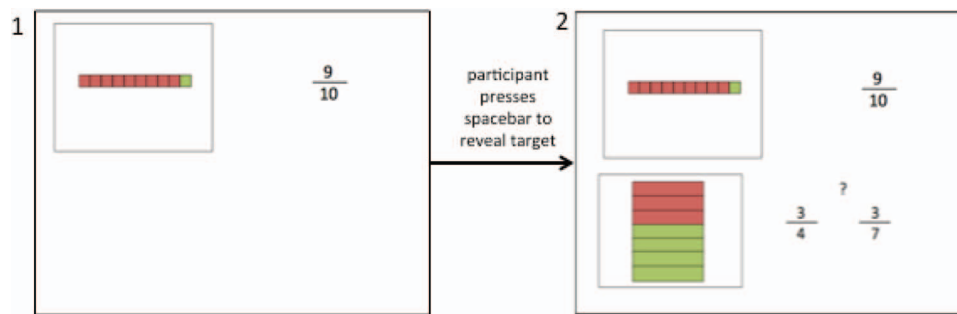 1
9
10
participant
presses
spacebar to
reveal target
2
9
10
?
3 3
4 7